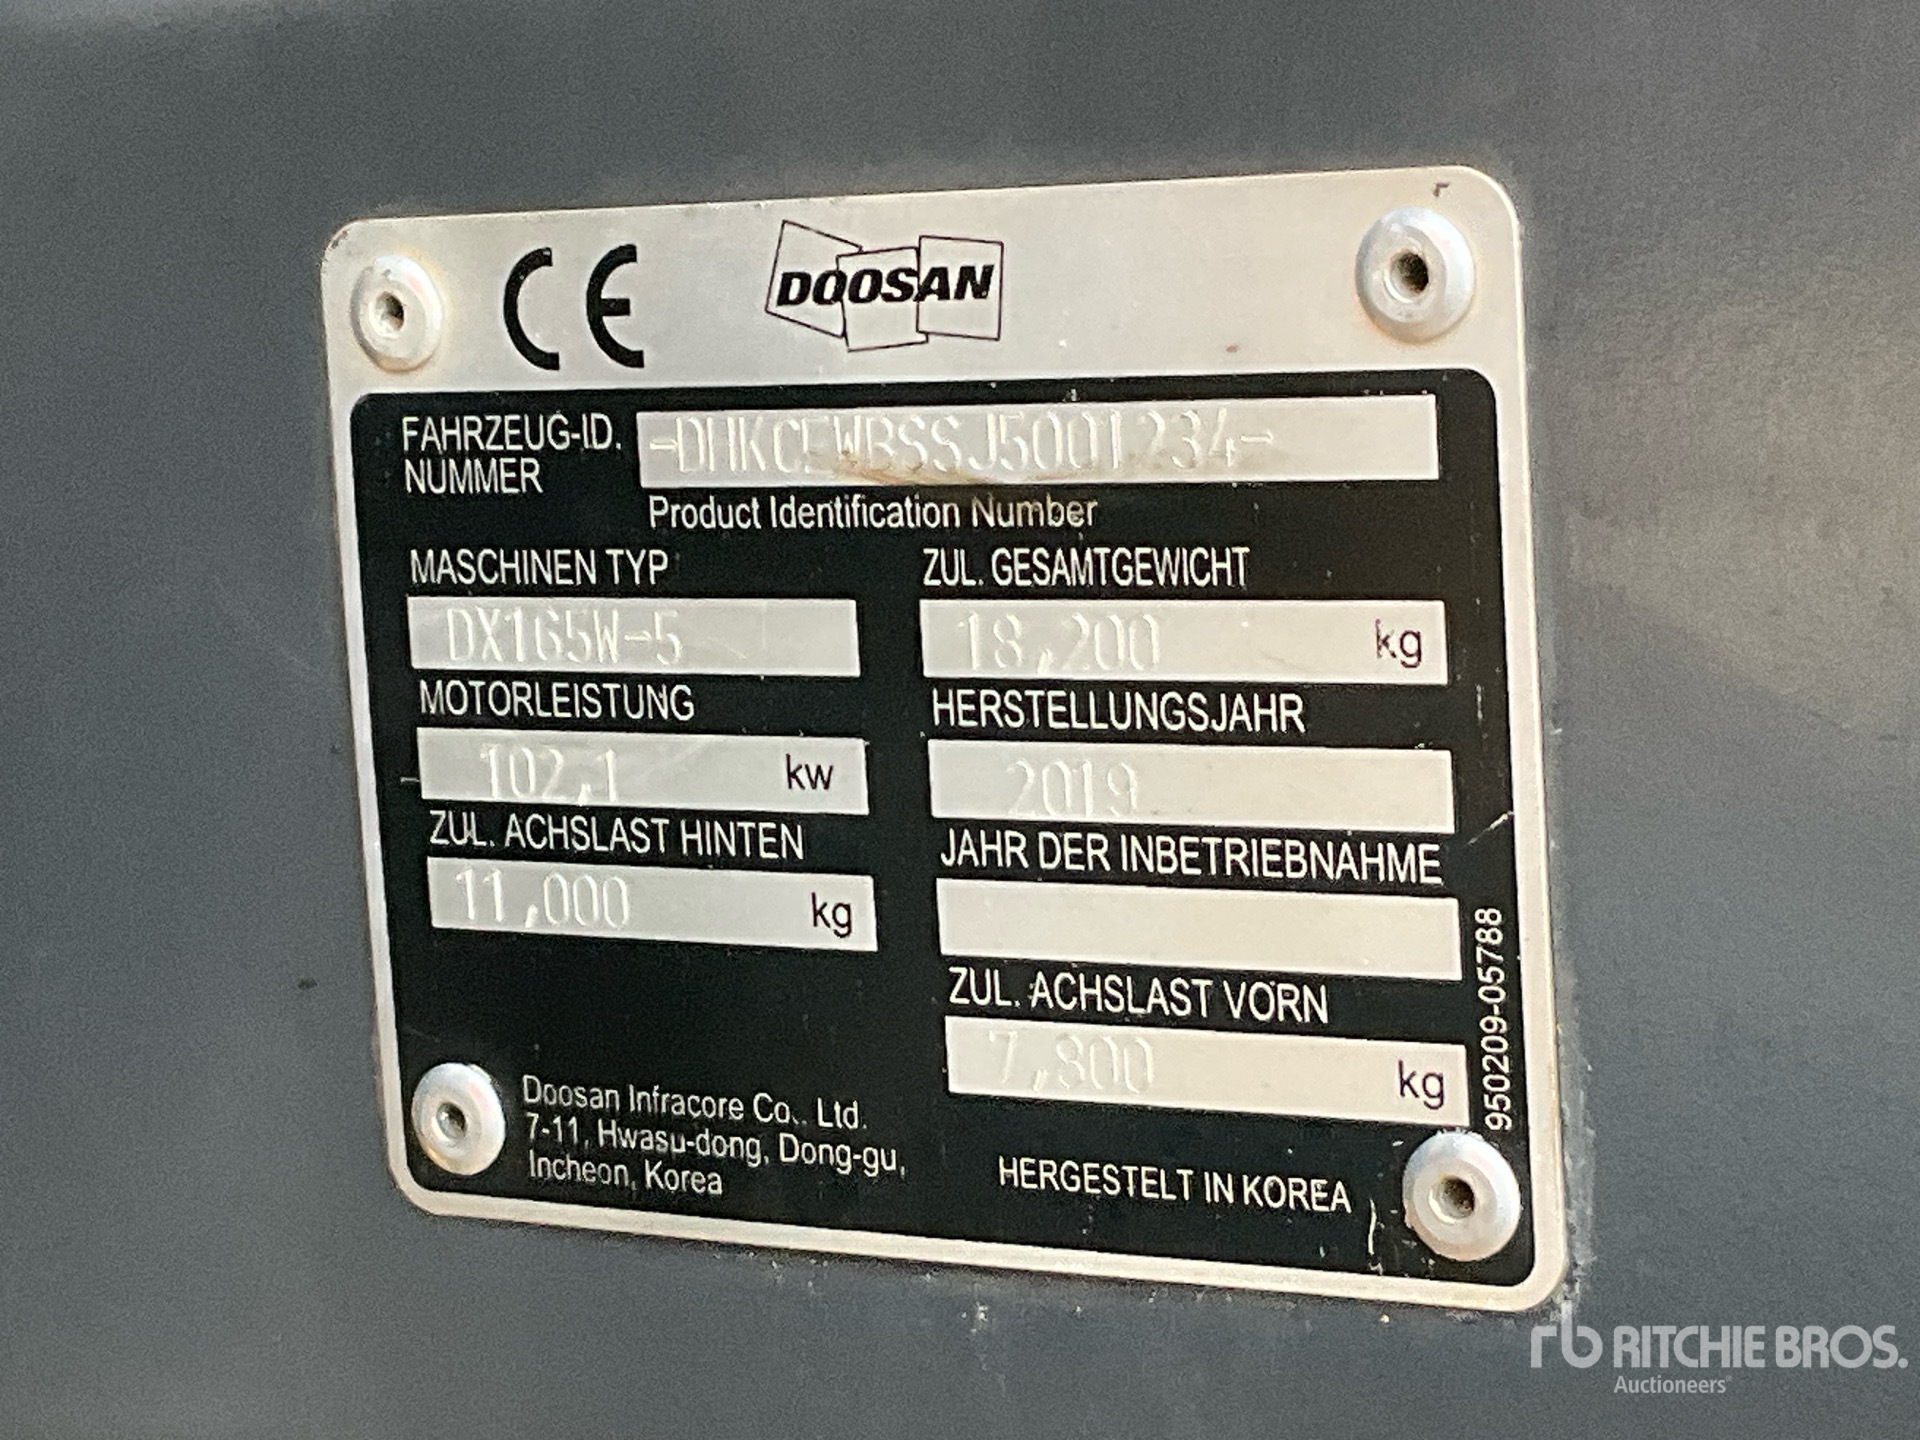 CE
DOOSAN
FAHRZEUG-ID. NUMMER
-DHKCEWBSSJ5001234-
Product Identification Number
MASCHINEN TYP
DX165W-5
ZUL. GESAMTGEWICHT
18,200 kg
MOTORLEISTUNG
102,1 kw
HERSTELLUNGSJAHR
2019
ZUL. ACHSLAST HINTEN
11,000 kg
JAHR DER INBETRIEBNAHME
ZUL. ACHSLAST VORN
7,800 kg
950209-05788
Doosan Infracore Co., Ltd.
7-11, Hwasu-dong, Dong-gu,
Incheon, Korea
HERGESTELT IN KOREA
rb RITCHIE BROS.
Auctioneers